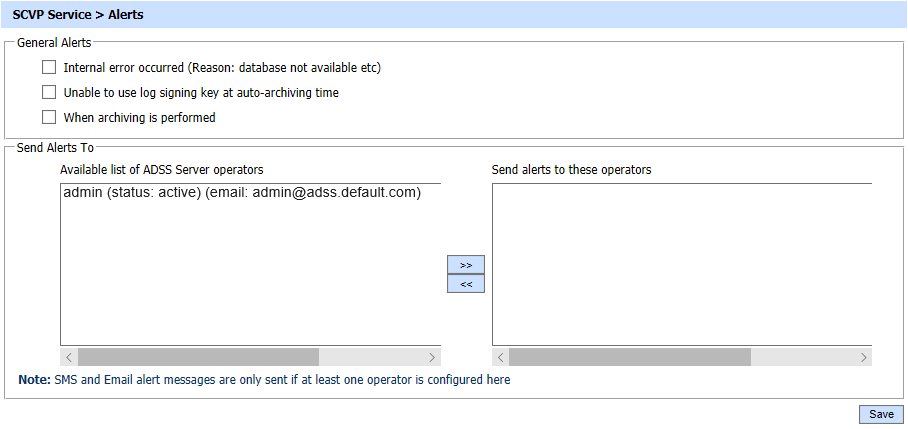 SCVP Service > Alerts
General Alerts
Internal error occurred (Reason: database not available etc)
Unable to use log signing key at auto-archiving time
When archiving is performed
Send Alerts To
Available list of ADSS Server operators
Send alerts to these operators
admin (status: active) (email: admin@adss.default.com)
>>
<<
Note: SMS and Email alert messages are only sent if at least one operator is configured here
Save